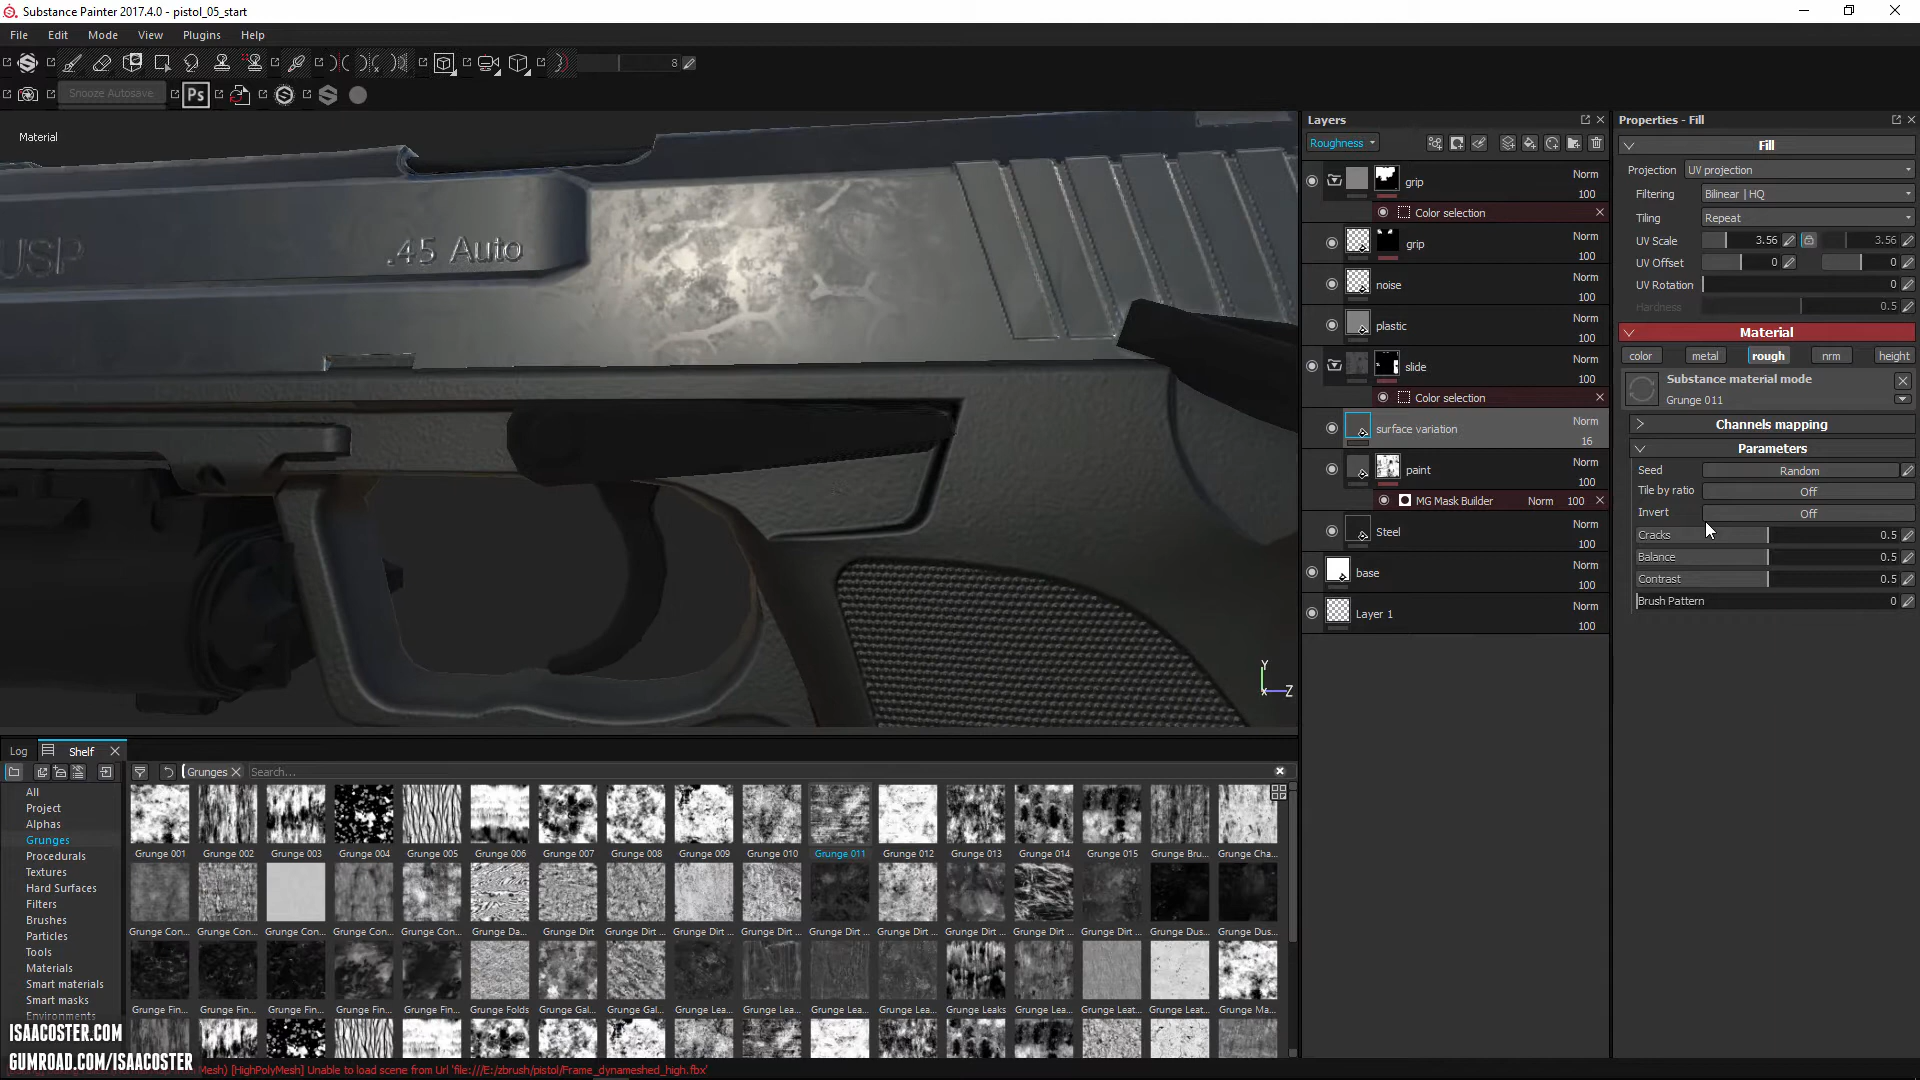 Substance Painter 2017.4.0 - pistol_05_start
File Edit Mode View Plugins Help
8
Snooze Autosave
Ps
Material
USP
.45 Auto
Layers
Roughness
grip Norm 100
Color selection
grip Norm 100
noise Norm 100
plastic Norm 100
slide Norm 100
Color selection
surface variation Norm 16
paint Norm 100
MG Mask Builder Norm 100
Steel Norm 100
base Norm 100
Layer 1 Norm 100
Properties - Fill
Fill
Projection UV projection
Filtering Bilinear | HQ
Tiling Repeat
UV Scale 3.56 3.56
UV Offset 0 0
UV Rotation 0
Hardness 0.5
Material
color metal rough nrm height
Substance material mode
Grunge 011
Channels mapping
Parameters
Seed Random
Tile by ratio Off
Invert Off
Cracks 0.5
Balance 0.5
Contrast 0.5
Brush Pattern 0
Y
X Z
Log Shelf
Grunges Search...
All
Project
Alphas
Grunges
Procedurals
Textures
Hard Surfaces
Filters
Brushes
Particles
Tools
Materials
Smart materials
Smart masks
Environments
Grunge 001 Grunge 002 Grunge 003 Grunge 004 Grunge 005 Grunge 006 Grunge 007 Grunge 008 Grunge 009 Grunge 010 Grunge 011 Grunge 012 Grunge 013 Grunge 014 Grunge 015 Grunge Bru... Grunge Cha...
Grunge Con... Grunge Con... Grunge Con... Grunge Con... Grunge Con... Grunge Da... Grunge Dirt Grunge Dirt ... Grunge Dirt ... Grunge Dirt ... Grunge Dirt ... Grunge Dirt ... Grunge Dirt ... Grunge Dirt ... Grunge Dirt ... Grunge Dus... Grunge Dus...
Grunge Fin... Grunge Fin... Grunge Fin... Grunge Fin... Grunge Fin... Grunge Folds Grunge Gal... Grunge Gal... Grunge Lea... Grunge Lea... Grunge Lea... Grunge Lea... Grunge Leaks Grunge Leat... Grunge Leat... Grunge Leat... Grunge Ma...
ISAACOSTER.COM
GUMROAD.COM/ISAACOSTER
Mesh) [HighPolyMesh] Unable to load scene from Url 'file:///E:/zbrush/pistol/Frame_dynameshed_high.fbx'